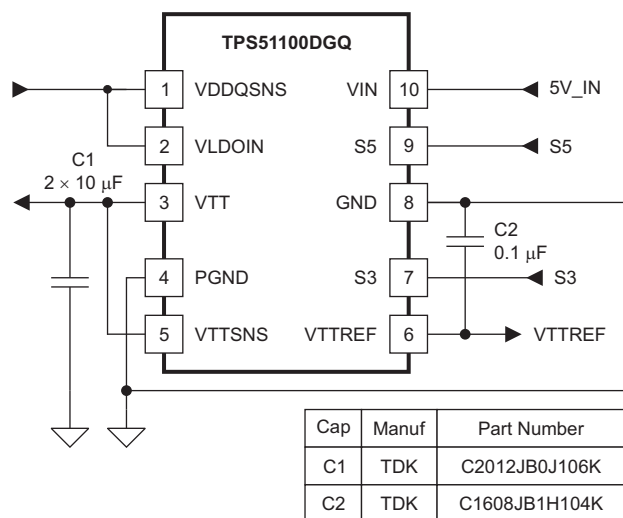 TPS51100DGQ
1 VDDQSNS VIN 10 5V_IN
2 VLDOIN S5 9 S5
C1
2 × 10 μF
3 VTT GND 8
C2
0.1 μF
4 PGND S3 7 S3
5 VTTSNS VTTREF 6 VTTREF
Cap Manuf Part Number
C1 TDK C2012JB0J106K
C2 TDK C1608JB1H104K